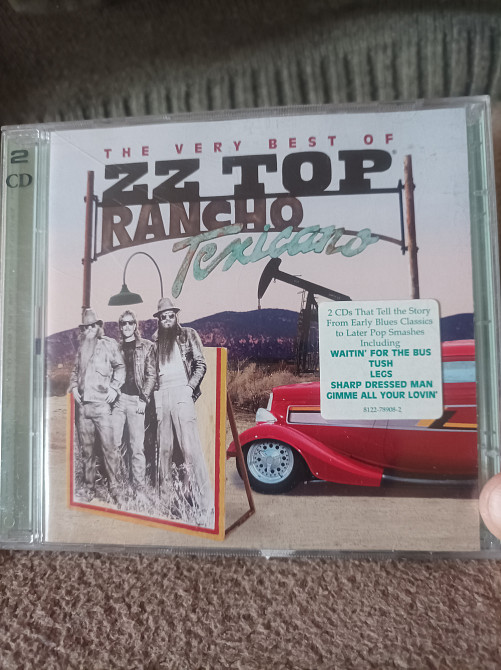 2
CD
THE VERY BEST OF
ZZ TOP®
RANCHO
Texicano
2 CDs That Tell the Story
From Early Blues Classics
to Later Pop Smashes
Including
WAITIN' FOR THE BUS
TUSH
LEGS
SHARP DRESSED MAN
GIMME ALL YOUR LOVIN'
8122-78908-2